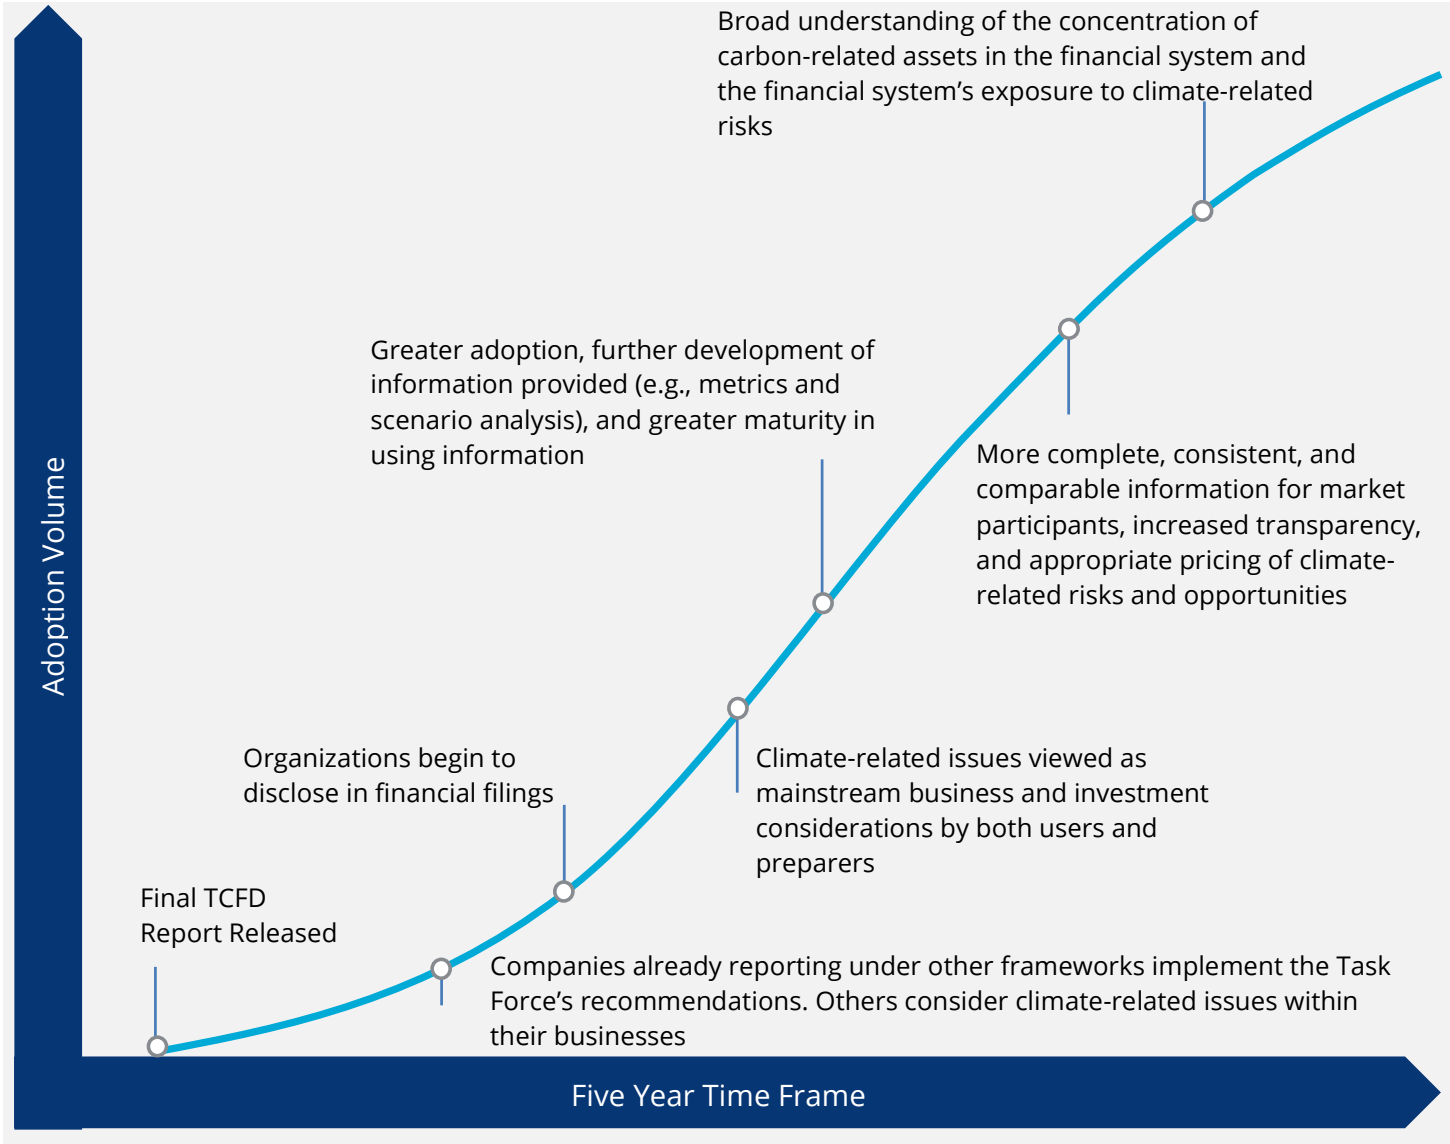 Broad understanding of the concentration of
carbon-related assets in the financial system and
the financial system’s exposure to climate-related
risks
Greater adoption, further development of
information provided (e.g., metrics and
scenario analysis), and greater maturity in
using information
More complete, consistent, and
comparable information for market
participants, increased transparency,
and appropriate pricing of climate-
related risks and opportunities
Adoption Volume
Organizations begin to
disclose in financial filings
Climate-related issues viewed as
mainstream business and investment
considerations by both users and
preparers
Final TCFD
Report Released
Companies already reporting under other frameworks implement the Task
Force’s recommendations. Others consider climate-related issues within
their businesses
Five Year Time Frame